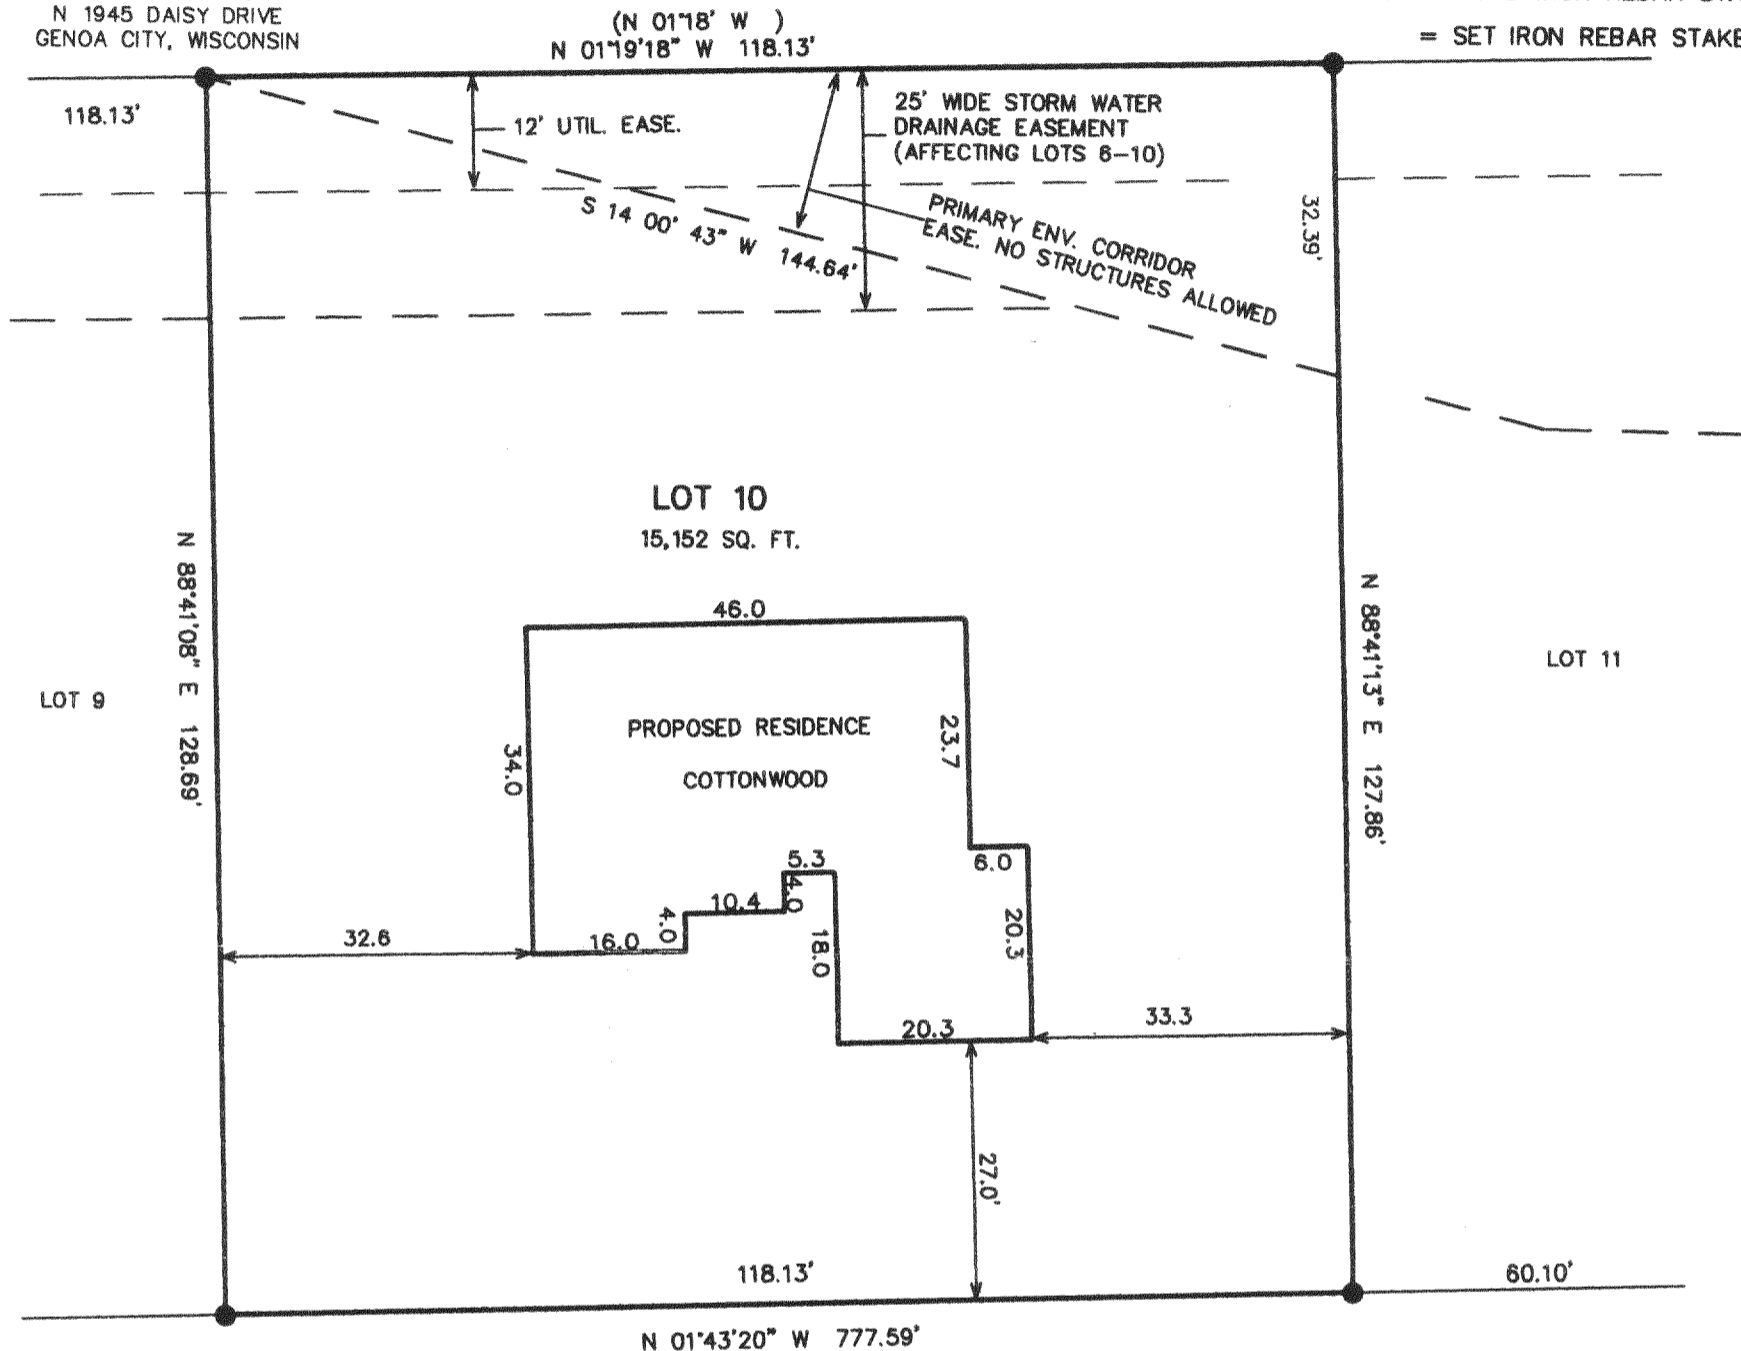 N 1945 DAISY DRIVE
GENOA CITY, WISCONSIN
(N 01°18' W )
N 01°19'18" W 118.13'
= SET IRON REBAR STAKE
118.13'
12' UTIL. EASE.
25' WIDE STORM WATER
DRAINAGE EASEMENT
(AFFECTING LOTS 6-10)
32.39'
S 14 00' 43" W 144.64'
PRIMARY ENV. CORRIDOR
EASE. NO STRUCTURES ALLOWED
LOT 10
15,152 SQ. FT.
N 88°41'08" E 128.69'
N 88°41'13" E 127.86'
46.0
LOT 9
LOT 11
PROPOSED RESIDENCE
COTTONWOOD
34.0
23.7
5.3
6.0
4.0
10.4
4.0
16.0
18.0
20.3
32.6
20.3
33.3
27.0'
118.13'
60.10'
N 01°43'20" W 777.59'